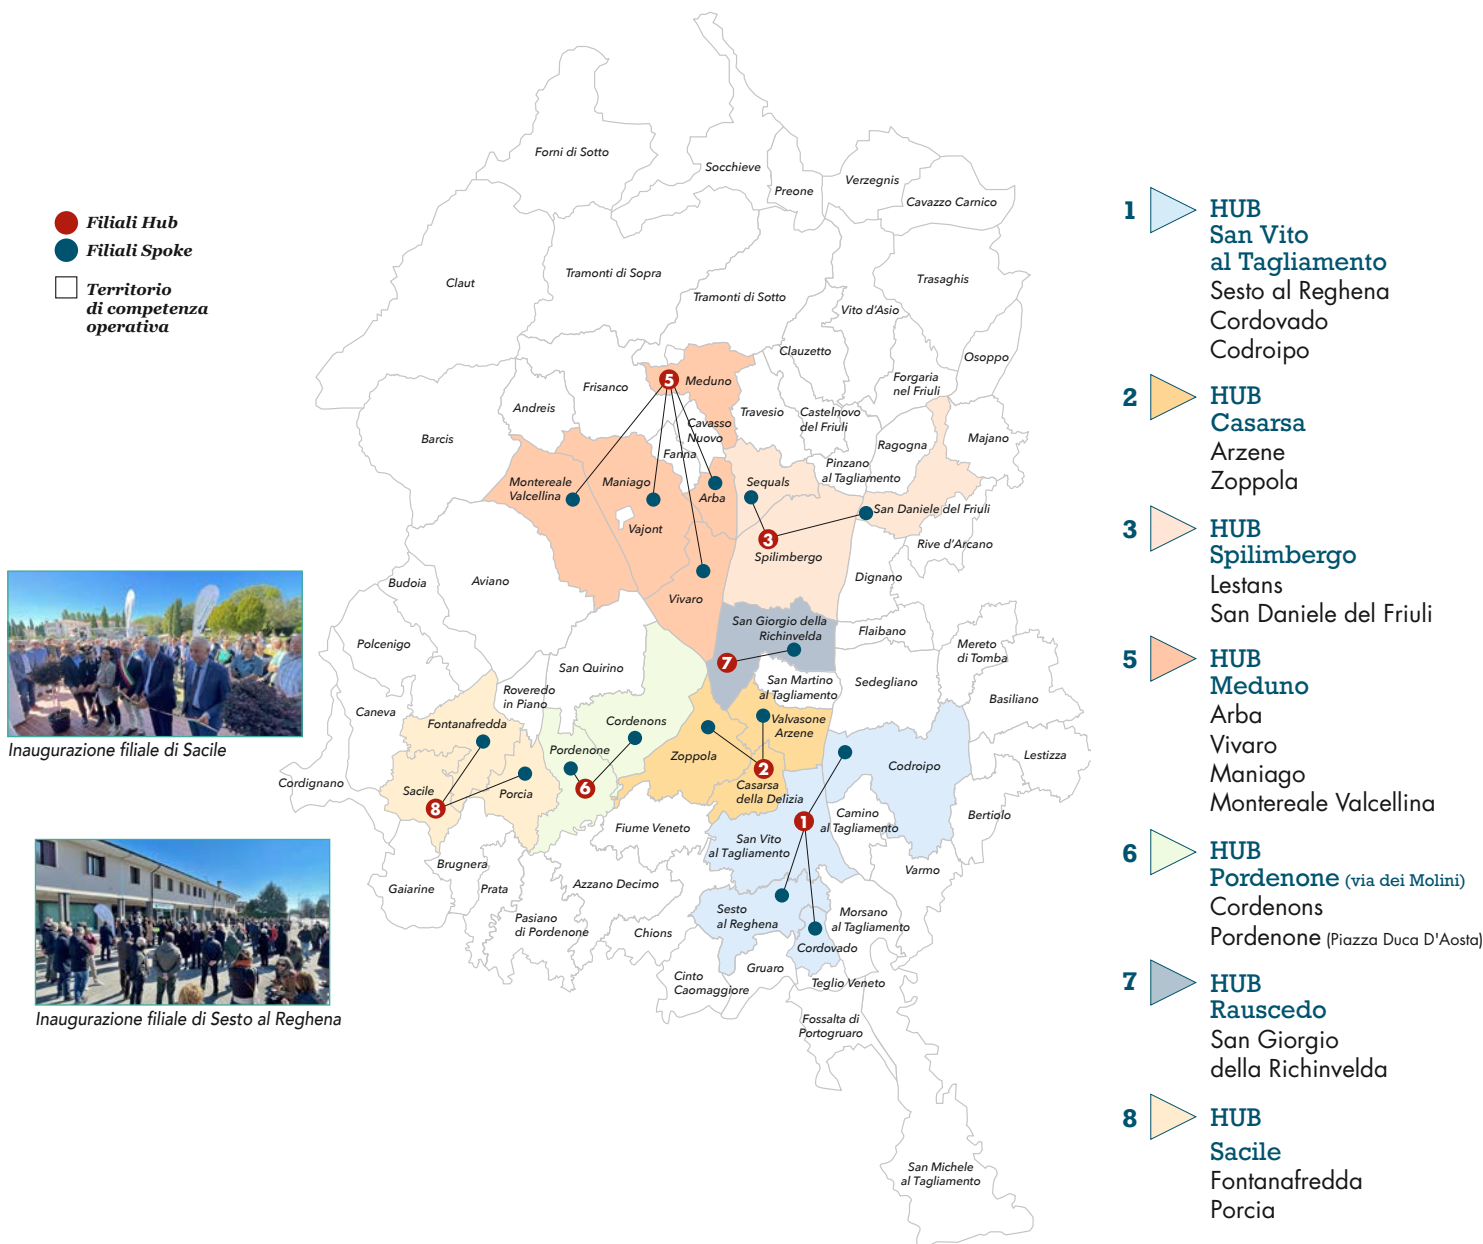 Filiali Hub
Filiali Spoke
Territorio
di competenza
operativa
Forni di Sotto
Socchieve
Preone
Verzegnis
Cavazzo Carnico
Claut
Tramonti di Sopra
Tramonti di Sotto
Trasaghis
Vito d'Asio
Clauzetto
Osoppo
Forgaria
nel Friuli
Frisanco
5
Meduno
Andreis
Travesio
Castelnovo
del Friuli
Cavasso
Nuovo
Barcis
Ragogna
Majano
Fanna
Pinzano
al Tagliamento
Montereale
Valcellina
Maniago
Arba
Sequals
San Daniele del Friuli
Vajont
3
Spilimbergo
Rive d'Arcano
Budoia
Aviano
Dignano
Vivaro
San Giorgio della
Richinvelda
Flaibano
Polcenigo
Mereto
di Tomba
7
San Quirino
San Martino
al Tagliamento
Sedegliano
Roveredo
in Piano
Basiliano
Caneva
Fontanafredda
Cordenons
Valvasone
Arzene
Pordenone
Zoppola
Lestizza
Codroipo
2
Cordignano
Sacile
Porcia
6
Casarsa
della Delizia
8
1
Camino
al Tagliamento
Bertiolo
Fiume Veneto
San Vito
al Tagliamento
Brugnera
Varmo
Gaiarine
Prata
Azzano Decimo
Sesto
al Reghena
Morsano
al Tagliamento
Pasiano
di Pordenone
Chions
Cordovado
Gruaro
Cinto
Caomaggiore
Teglio Veneto
Fossalta di
Portogruaro
San Michele
al Tagliamento
Inaugurazione filiale di Sacile
Inaugurazione filiale di Sesto al Reghena
1 HUB
San Vito
al Tagliamento
Sesto al Reghena
Cordovado
Codroipo
2 HUB
Casarsa
Arzene
Zoppola
3 HUB
Spilimbergo
Lestans
San Daniele del Friuli
5 HUB
Meduno
Arba
Vivaro
Maniago
Montereale Valcellina
6 HUB
Pordenone (via dei Molini)
Cordenons
Pordenone (Piazza Duca D'Aosta)
7 HUB
Rauscedo
San Giorgio
della Richinvelda
8 HUB
Sacile
Fontanafredda
Porcia